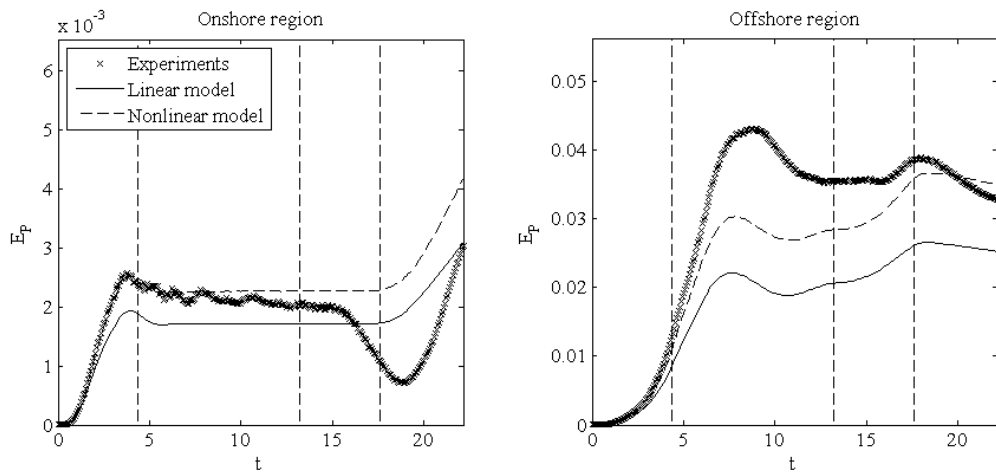 Onshore region
x 10⁻³
6
5
4
3
2
1
0
E_P
0 5 10 15 20
t
Experiments
Linear model
Nonlinear model
Offshore region
0.05
0.04
0.03
0.02
0.01
0
E_P
0 5 10 15 20
t